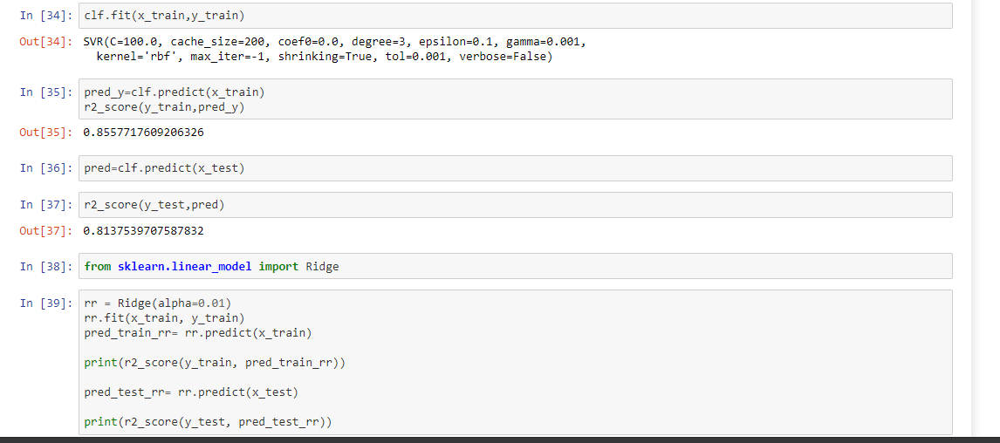 In [34]: clf.fit(x_train,y_train)
Out[34]: SVR(C=100.0, cache_size=200, coef0=0.0, degree=3, epsilon=0.1, gamma=0.001,
  kernel='rbf', max_iter=-1, shrinking=True, tol=0.001, verbose=False)
In [35]: pred_y=clf.predict(x_train)
r2_score(y_train,pred_y)
Out[35]: 0.8557717609206326
In [36]: pred=clf.predict(x_test)
In [37]: r2_score(y_test,pred)
Out[37]: 0.8137539707587832
In [38]: from sklearn.linear_model import Ridge
In [39]: rr = Ridge(alpha=0.01)
rr.fit(x_train, y_train)
pred_train_rr= rr.predict(x_train)
print(r2_score(y_train, pred_train_rr))
pred_test_rr= rr.predict(x_test)
print(r2_score(y_test, pred_test_rr))